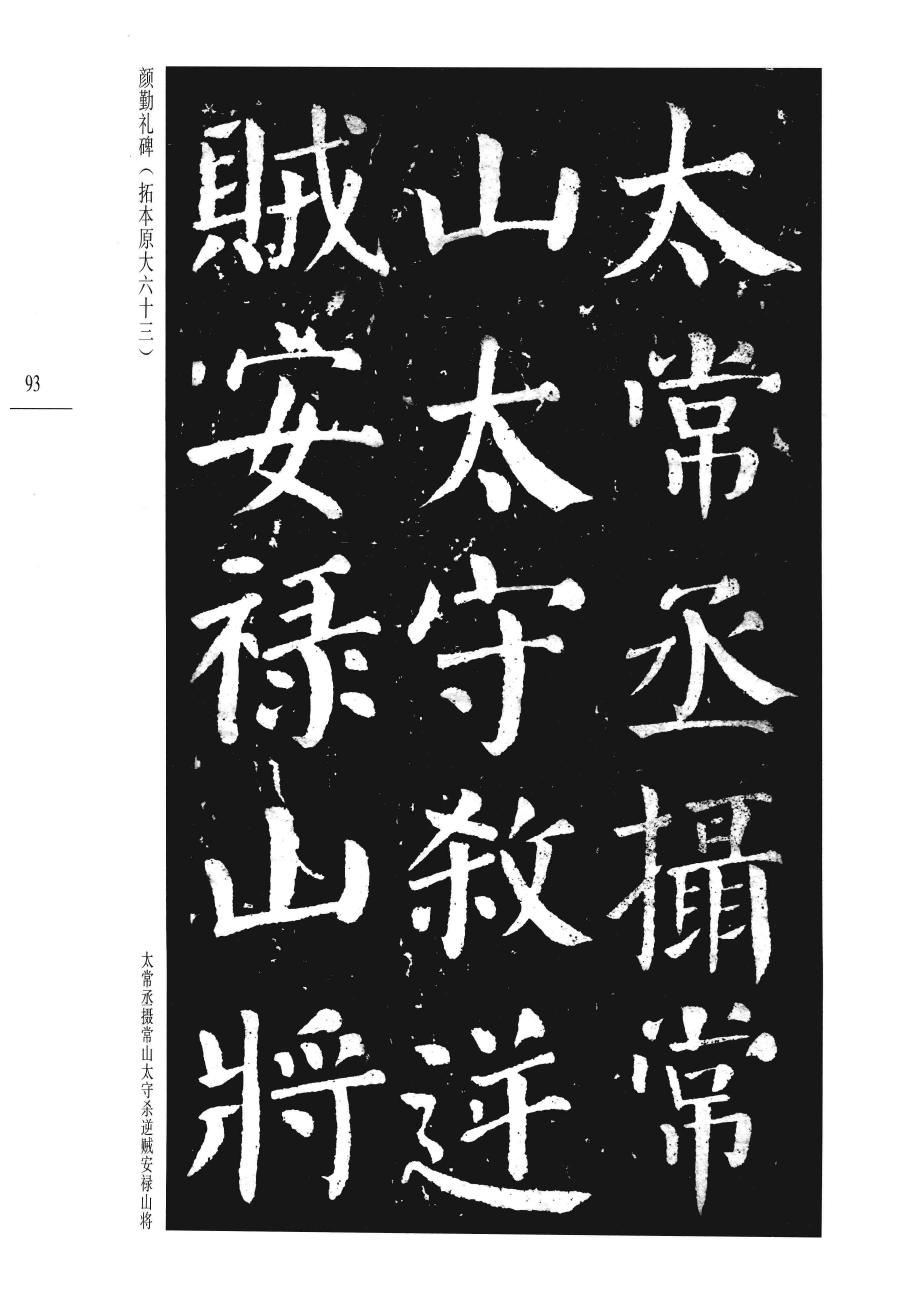 太常丞攝常
山太守殺逆
賊安禄山將
颜勤礼碑（拓本原大六十三）
太常丞摄常山太守杀逆贼安禄山将
93